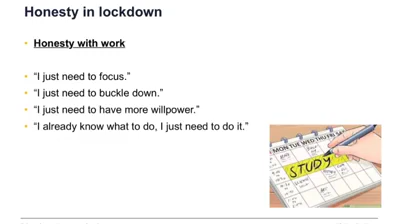 Honesty in lockdown
Honesty with work
“I just need to focus.”
“I just need to buckle down.”
“I just need to have more willpower.”
“I already know what to do, I just need to do it.”
MON TUE WED THU FRI SAT
STUDY